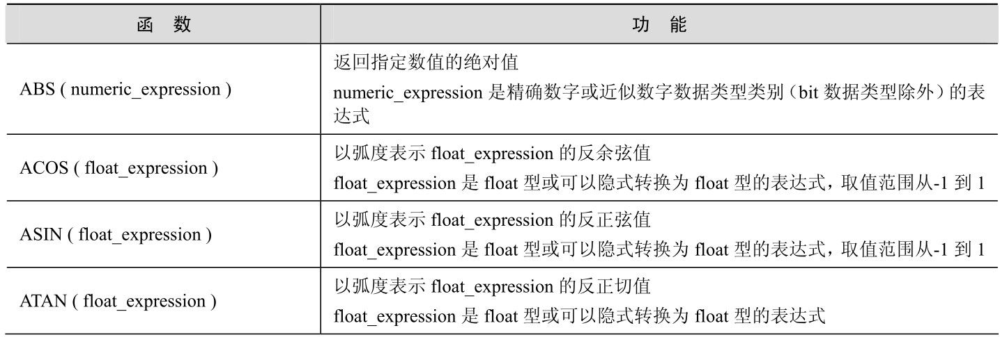 函 数
功 能
ABS ( numeric_expression )
返回指定数值的绝对值
numeric_expression 是精确数字或近似数字数据类型类别（bit 数据类型除外）的表
达式
ACOS ( float_expression )
以弧度表示 float_expression 的反余弦值
float_expression 是 float 型或可以隐式转换为 float 型的表达式，取值范围从-1 到 1
ASIN ( float_expression )
以弧度表示 float_expression 的反正弦值
float_expression 是 float 型或可以隐式转换为 float 型的表达式，取值范围从-1 到 1
ATAN ( float_expression )
以弧度表示 float_expression 的反正切值
float_expression 是 float 型或可以隐式转换为 float 型的表达式